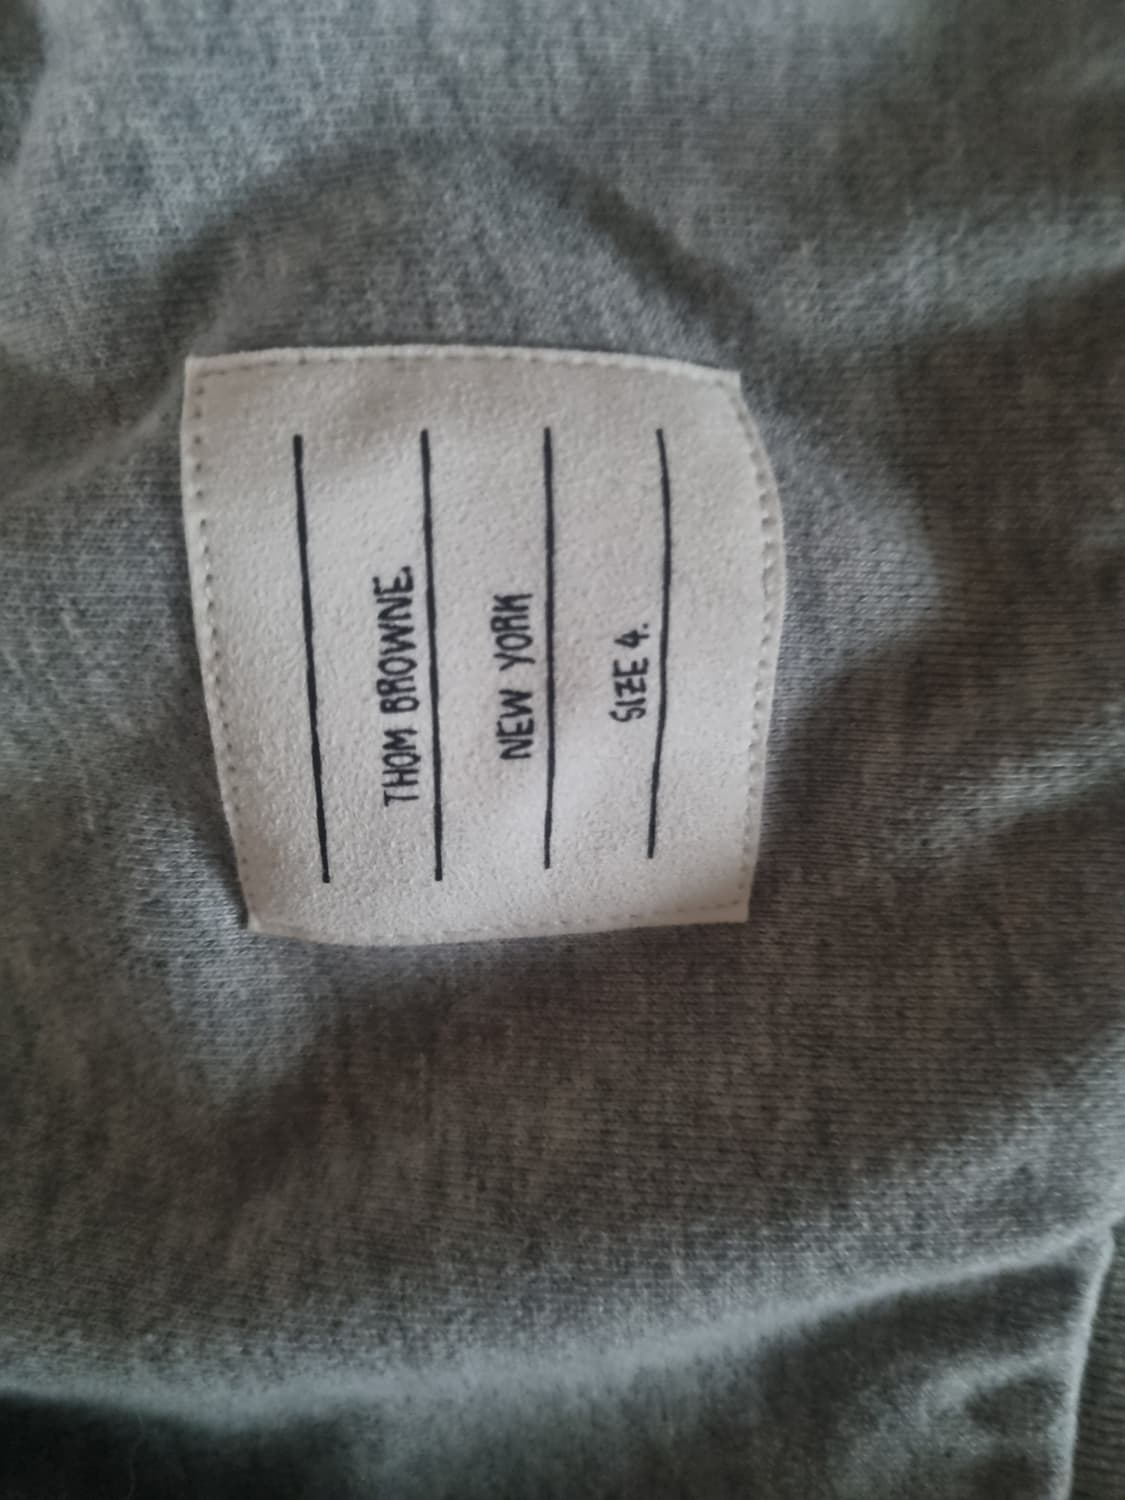 THOM BROWNE.
NEW YORK
SIZE 4.